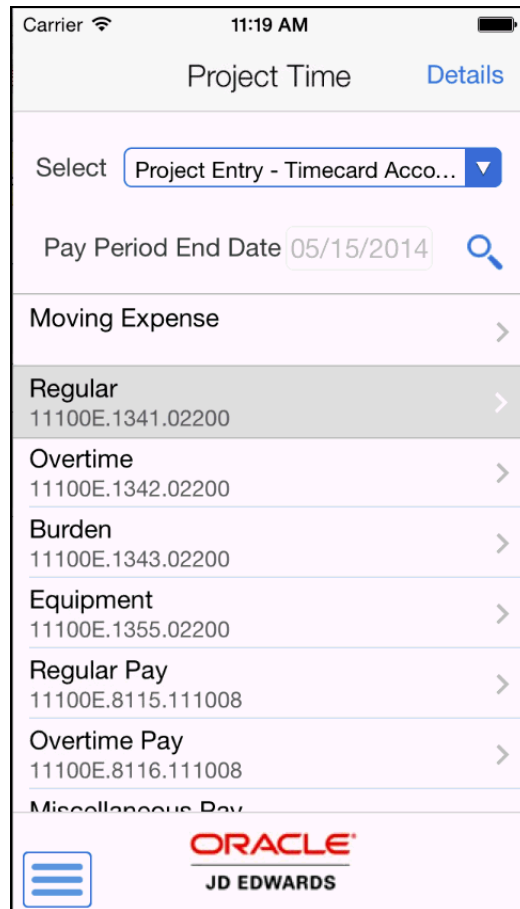 Carrier 11:19 AM
Project Time Details
Select Project Entry - Timecard Acco...
Pay Period End Date 05/15/2014
Moving Expense
Regular
11100E.1341.02200
Overtime
11100E.1342.02200
Burden
11100E.1343.02200
Equipment
11100E.1355.02200
Regular Pay
11100E.8115.111008
Overtime Pay
11100E.8116.111008
Miscellaneous Pay
ORACLE
JD EDWARDS